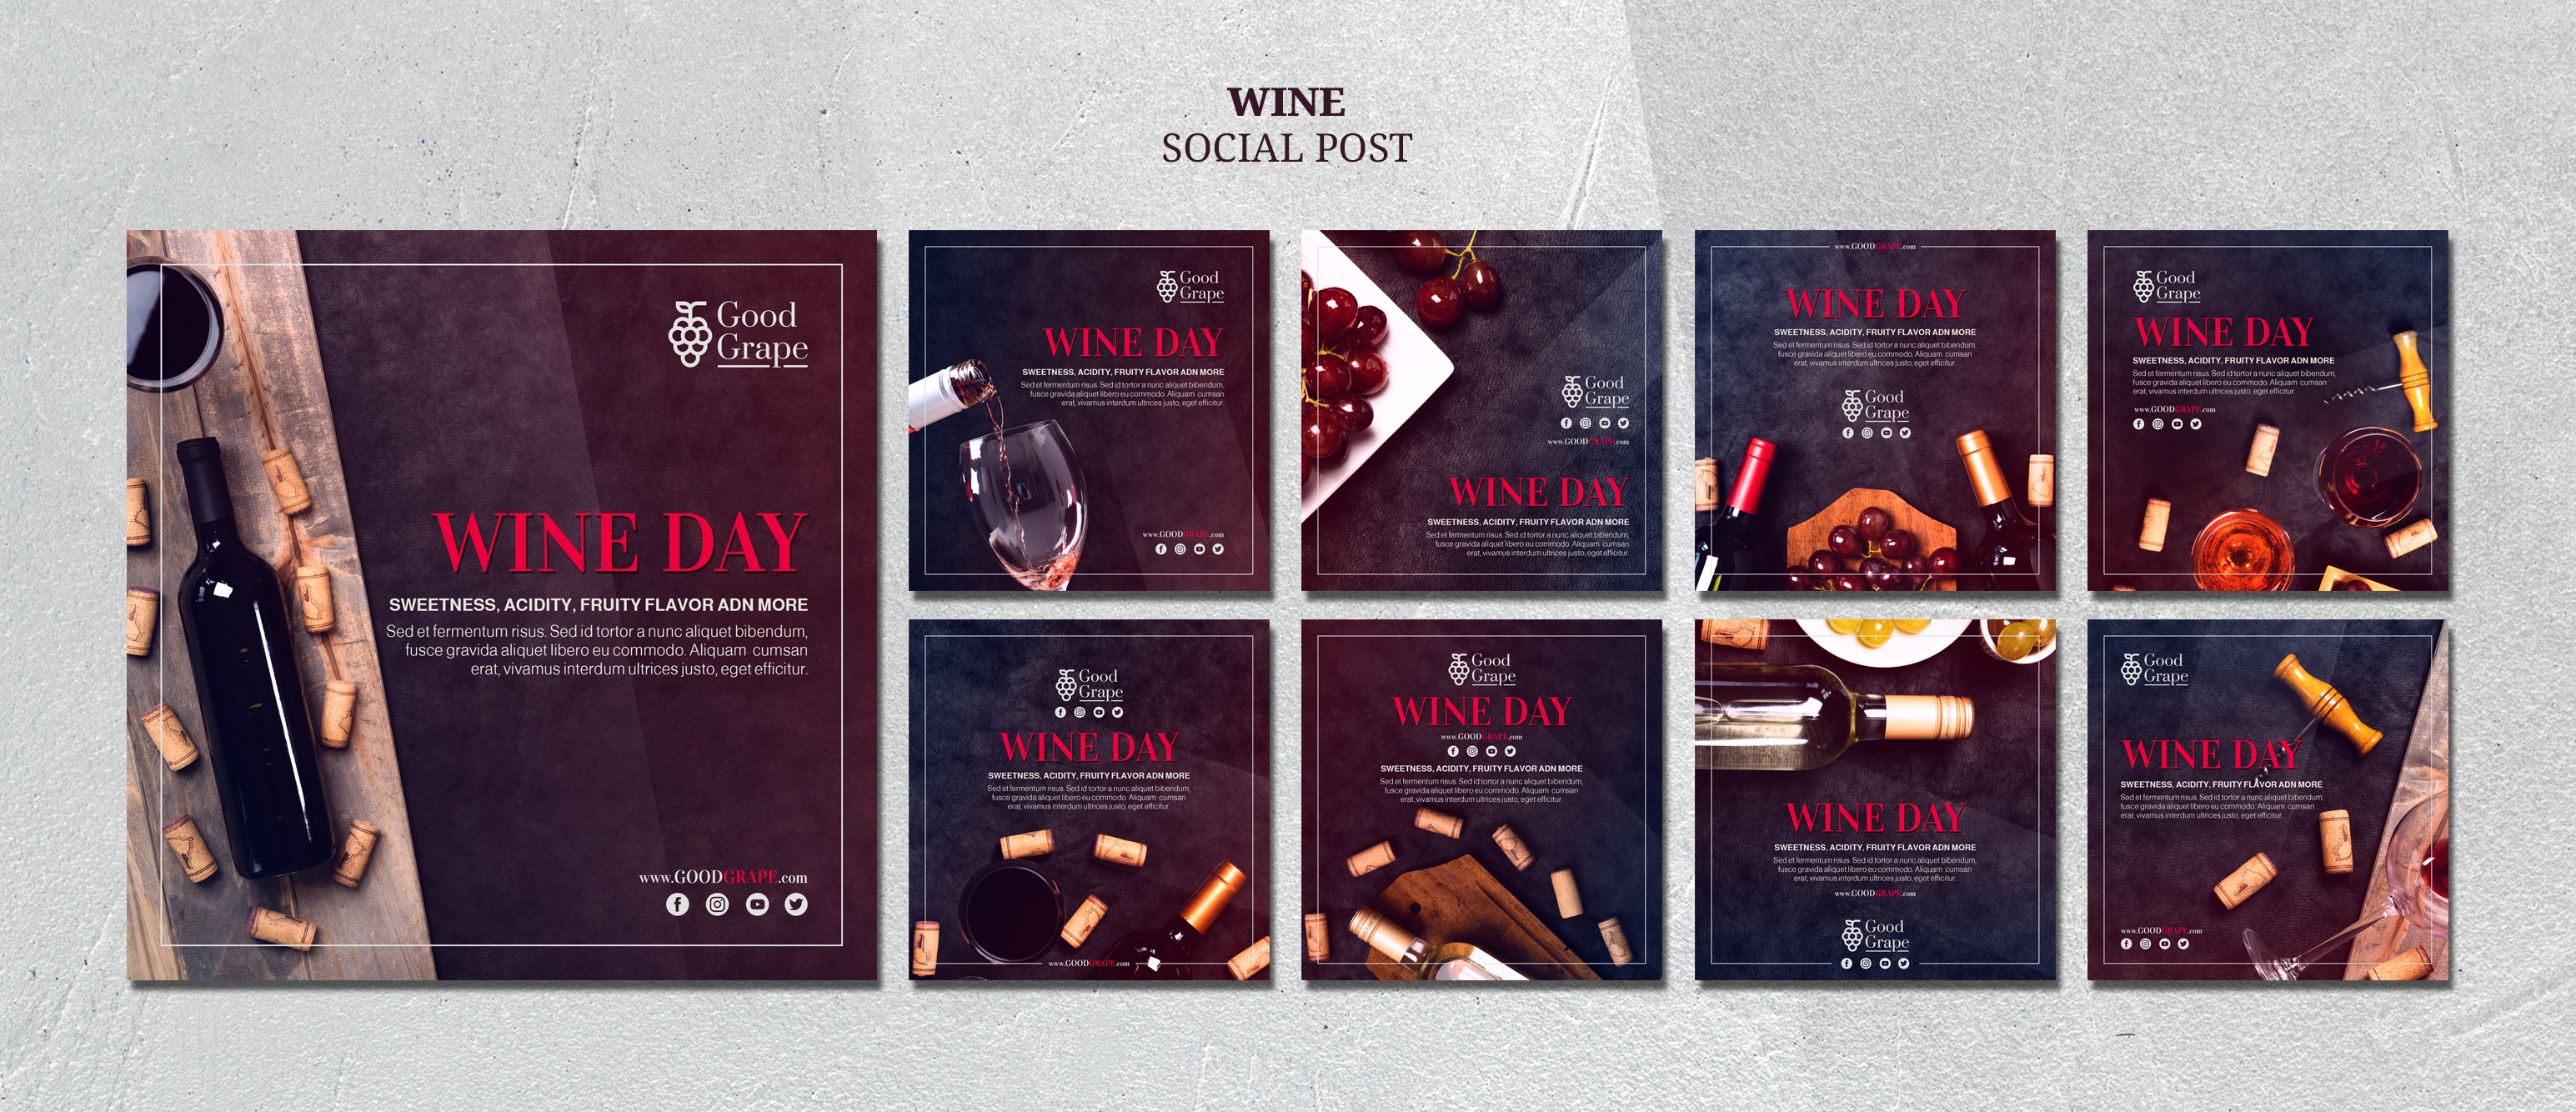 WINE
SOCIAL POST
Good
Grape
WINE DAY
SWEETNESS, ACIDITY, FRUITY FLAVOR ADN MORE
Sed et fermentum risus. Sed id tortor a nunc aliquet bibendum,
fusce gravida aliquet libero eu commodo. Aliquam cumsan
erat, vivamus interdum ultrices justo, eget efficitur.
www.GOODGRAPE.com
Good
Grape
WINE DAY
SWEETNESS, ACIDITY, FRUITY FLAVOR ADN MORE
Sed et fermentum risus. Sed id tortor a nunc aliquet bibendum,
fusce gravida aliquet libero eu commodo. Aliquam cumsan
erat, vivamus interdum ultrices justo, eget efficitur.
www.GOODGRAPE.com
Good
Grape
www.GOODGRAPE.com
WINE DAY
SWEETNESS, ACIDITY, FRUITY FLAVOR ADN MORE
Sed et fermentum risus. Sed id tortor a nunc aliquet bibendum,
fusce gravida aliquet libero eu commodo. Aliquam cumsan
erat, vivamus interdum ultrices justo, eget efficitur.
www.GOODGRAPE.com
WINE DAY
SWEETNESS, ACIDITY, FRUITY FLAVOR ADN MORE
Sed et fermentum risus. Sed id tortor a nunc aliquet bibendum,
fusce gravida aliquet libero eu commodo. Aliquam cumsan
erat, vivamus interdum ultrices justo, eget efficitur.
Good
Grape
Good
Grape
WINE DAY
SWEETNESS, ACIDITY, FRUITY FLAVOR ADN MORE
Sed et fermentum risus. Sed id tortor a nunc aliquet bibendum,
fusce gravida aliquet libero eu commodo. Aliquam cumsan
erat, vivamus interdum ultrices justo, eget efficitur.
www.GOODGRAPE.com
Good
Grape
WINE DAY
SWEETNESS, ACIDITY, FRUITY FLAVOR ADN MORE
Sed et fermentum risus. Sed id tortor a nunc aliquet bibendum,
fusce gravida aliquet libero eu commodo. Aliquam cumsan
erat, vivamus interdum ultrices justo, eget efficitur.
www.GOODGRAPE.com
Good
Grape
WINE DAY
www.GOODGRAPE.com
SWEETNESS, ACIDITY, FRUITY FLAVOR ADN MORE
Sed et fermentum risus. Sed id tortor a nunc aliquet bibendum,
fusce gravida aliquet libero eu commodo. Aliquam cumsan
erat, vivamus interdum ultrices justo, eget efficitur.
WINE DAY
SWEETNESS, ACIDITY, FRUITY FLAVOR ADN MORE
Sed et fermentum risus. Sed id tortor a nunc aliquet bibendum,
fusce gravida aliquet libero eu commodo. Aliquam cumsan
erat, vivamus interdum ultrices justo, eget efficitur.
www.GOODGRAPE.com
Good
Grape
Good
Grape
WINE DAY
SWEETNESS, ACIDITY, FRUITY FLAVOR ADN MORE
Sed et fermentum risus. Sed id tortor a nunc aliquet bibendum,
fusce gravida aliquet libero eu commodo. Aliquam cumsan
erat, vivamus interdum ultrices justo, eget efficitur.
www.GOODGRAPE.com